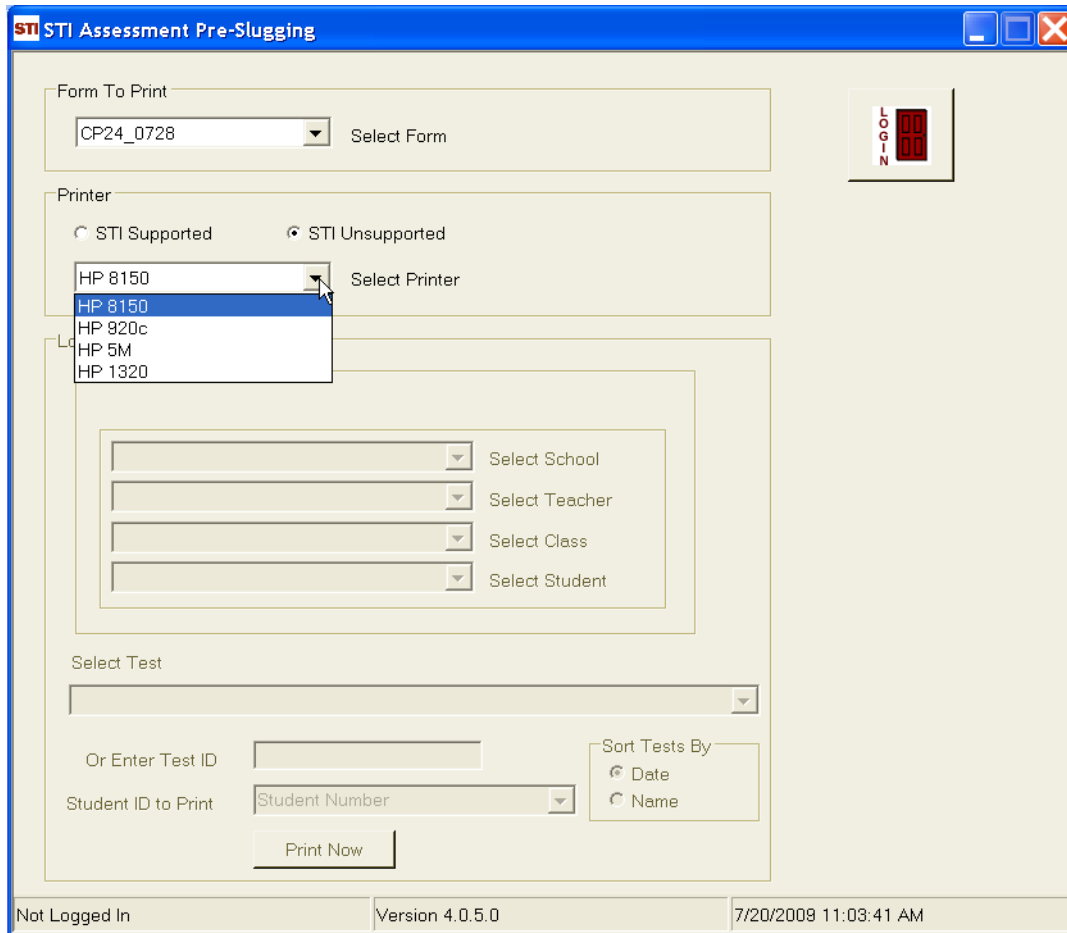 STI STI Assessment Pre-Slugging
Form To Print
CP24_0728 Select Form
LOGIN
Printer
STI Supported STI Unsupported
HP 8150 Select Printer
HP 8150
HP 920c
HP 5M
HP 1320
Select School
Select Teacher
Select Class
Select Student
Select Test
Or Enter Test ID
Sort Tests By
Date
Student ID to Print Student Number
Name
Print Now
Not Logged In Version 4.0.5.0 7/20/2009 11:03:41 AM